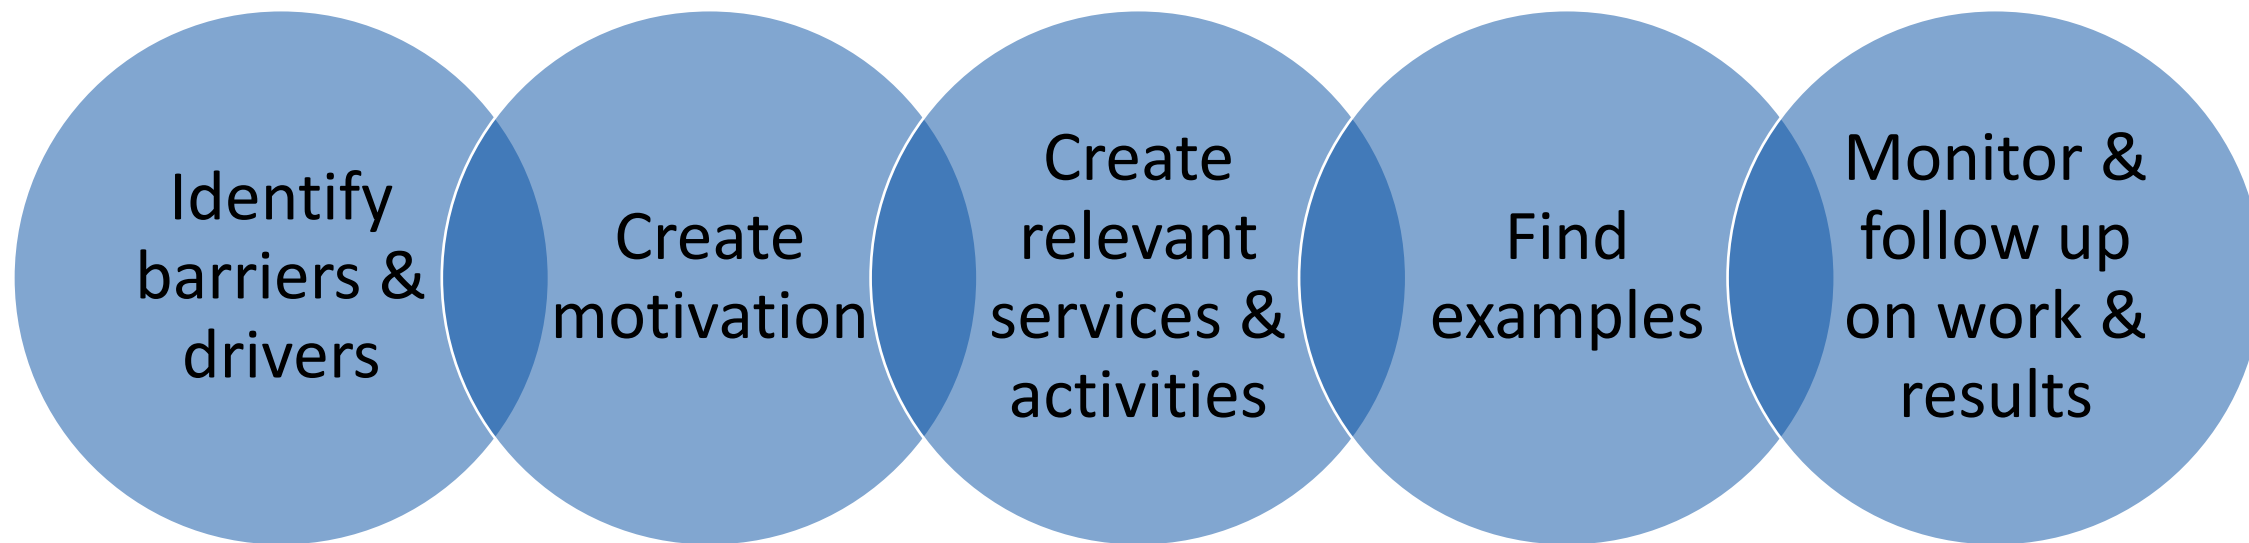 Identify
barriers &
drivers
Create
motivation
Create
relevant
services &
activities
Find
examples
Monitor &
follow up
on work &
results